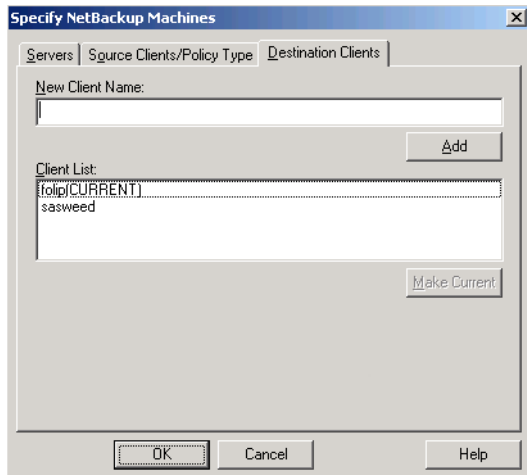 Specify NetBackup Machines
Servers Source Clients/Policy Type Destination Clients
New Client Name:
Add
Client List:
folip(CURRENT)
sasweed
Make Current
OK Cancel Help